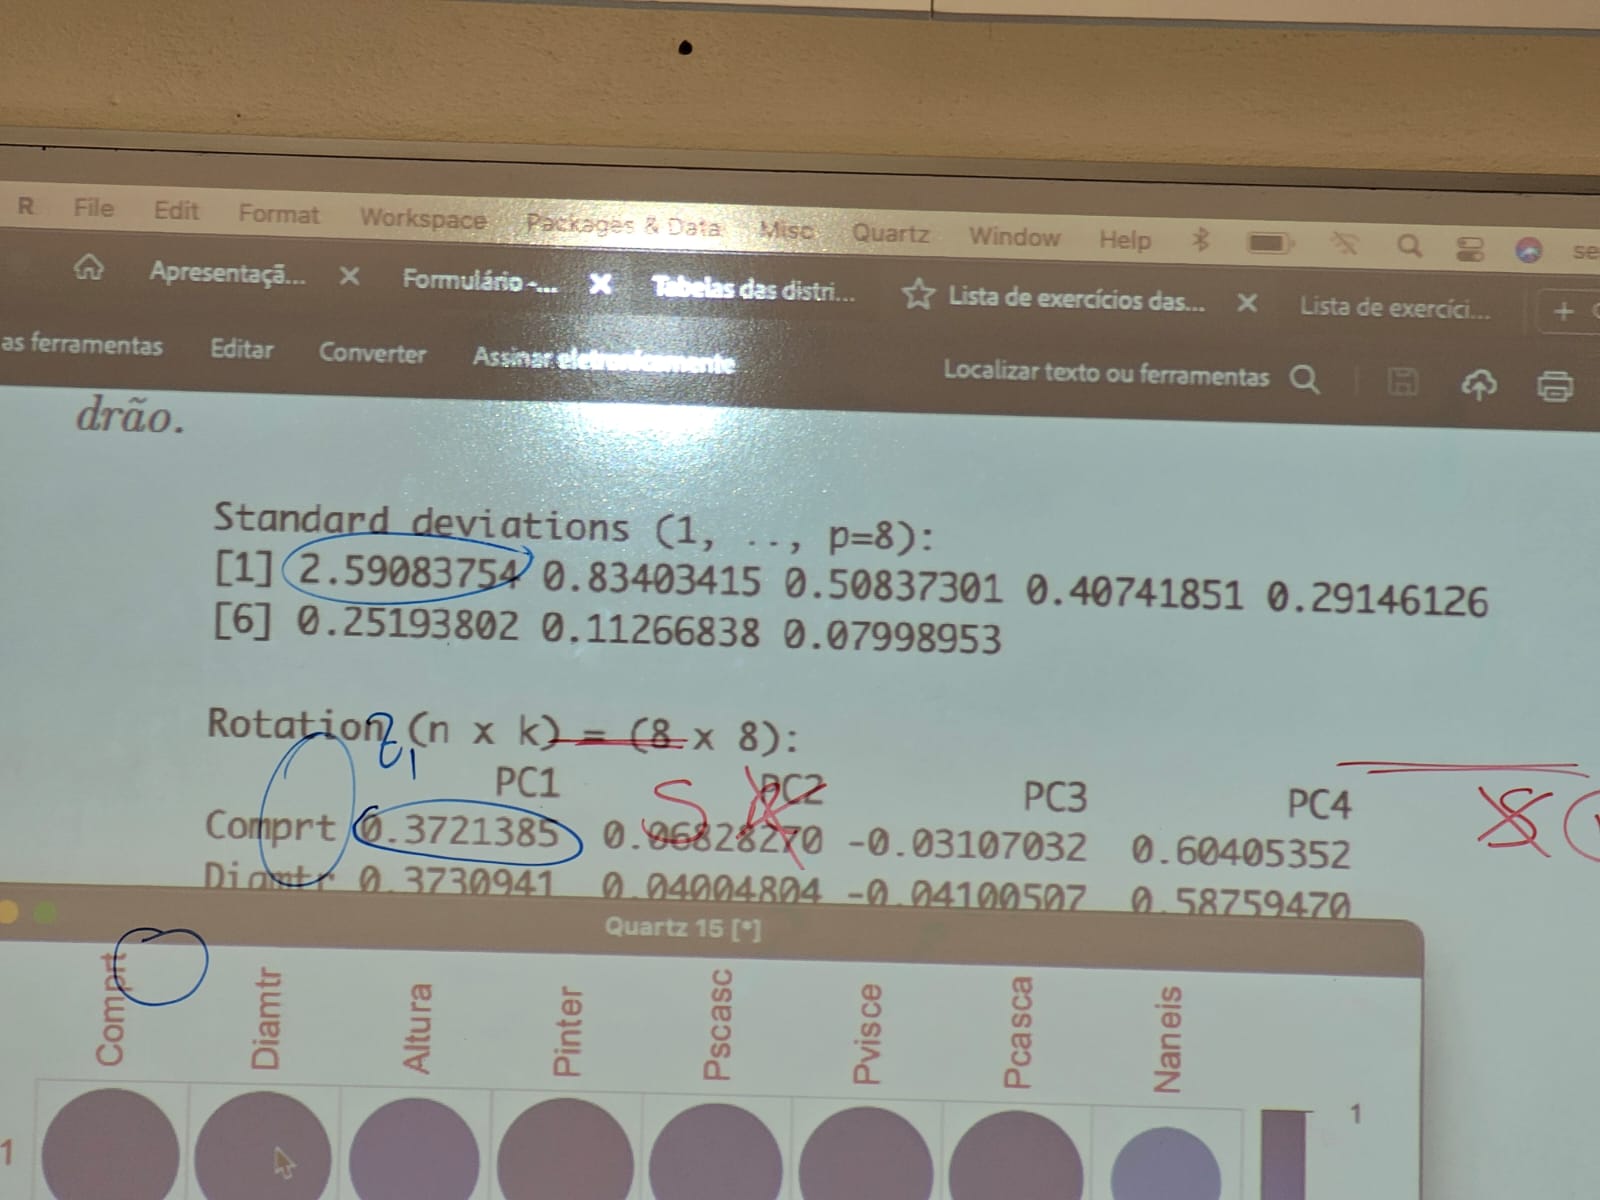 R File Edit Format Workspace Packages & Data Misc Quartz Window Help se
Apresentaçã... X Formulário -... X Tabelas das distri... Lista de exercícios das... X Lista de exercíci... +
as ferramentas Editar Converter Assinar eletronicamente Localizar texto ou ferramentas
drão.
Standard deviations (1, .., p=8):
[1] 2.59083754 0.83403415 0.50837301 0.40741851 0.29146126
[6] 0.25193802 0.11266838 0.07998953
Rotation (n x k) = (8 x 8):
PC1 PC2 PC3 PC4
Comprt 0.3721385 0.06828270 -0.03107032 0.60405352
Diamtr 0.3730941 0.04004804 -0.04100507 0.58759470
Quartz 15 [*]
Comprt Diamtr Altura Pinter Pscasc Pvisce Pcasca Naneis
1
1